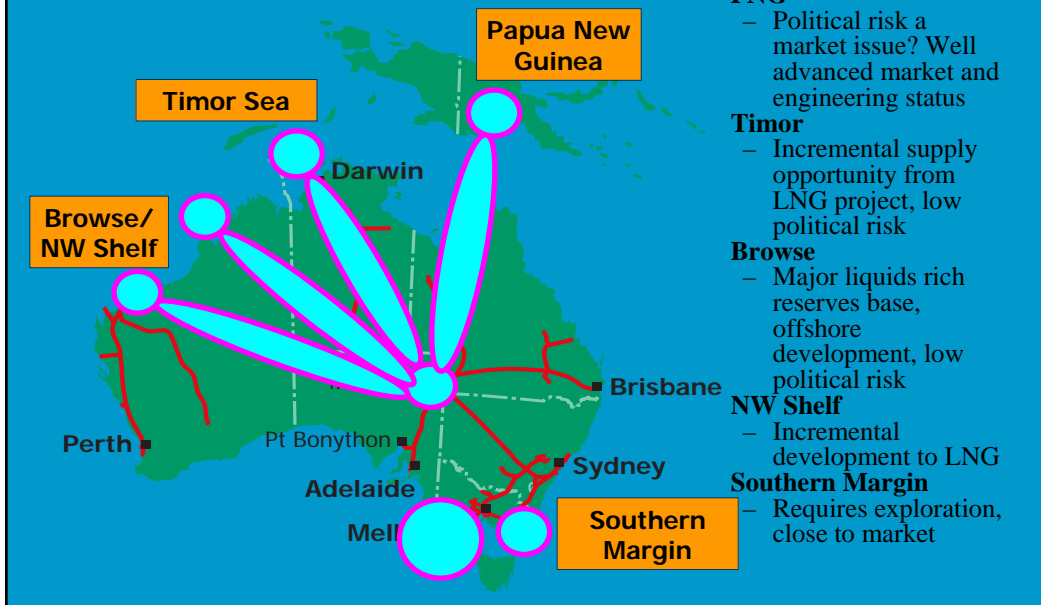 Papua New
Guinea
Timor Sea
Darwin
Browse/
NW Shelf
Brisbane
Perth
Pt Bonython
Sydney
Adelaide
Southern
Margin
– Political risk a
market issue? Well
advanced market and
engineering status
Timor
– Incremental supply
opportunity from
LNG project, low
political risk
Browse
– Major liquids rich
reserves base,
offshore
development, low
political risk
NW Shelf
– Incremental
development to LNG
Southern Margin
– Requires exploration,
close to market